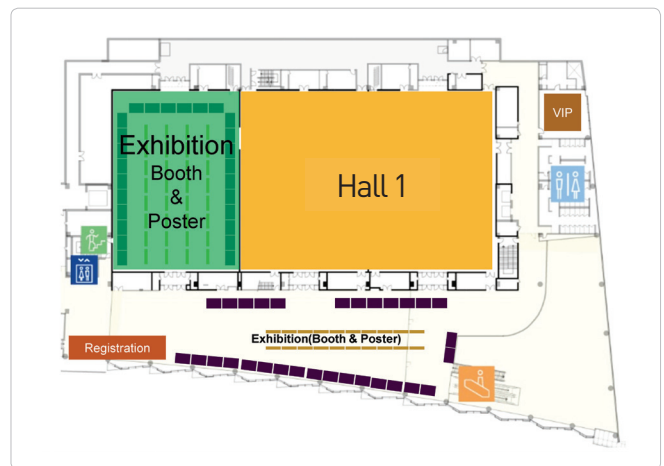 VIP
Exhibition
Booth
&
Poster
Hall 1
Exhibition(Booth & Poster)
Registration